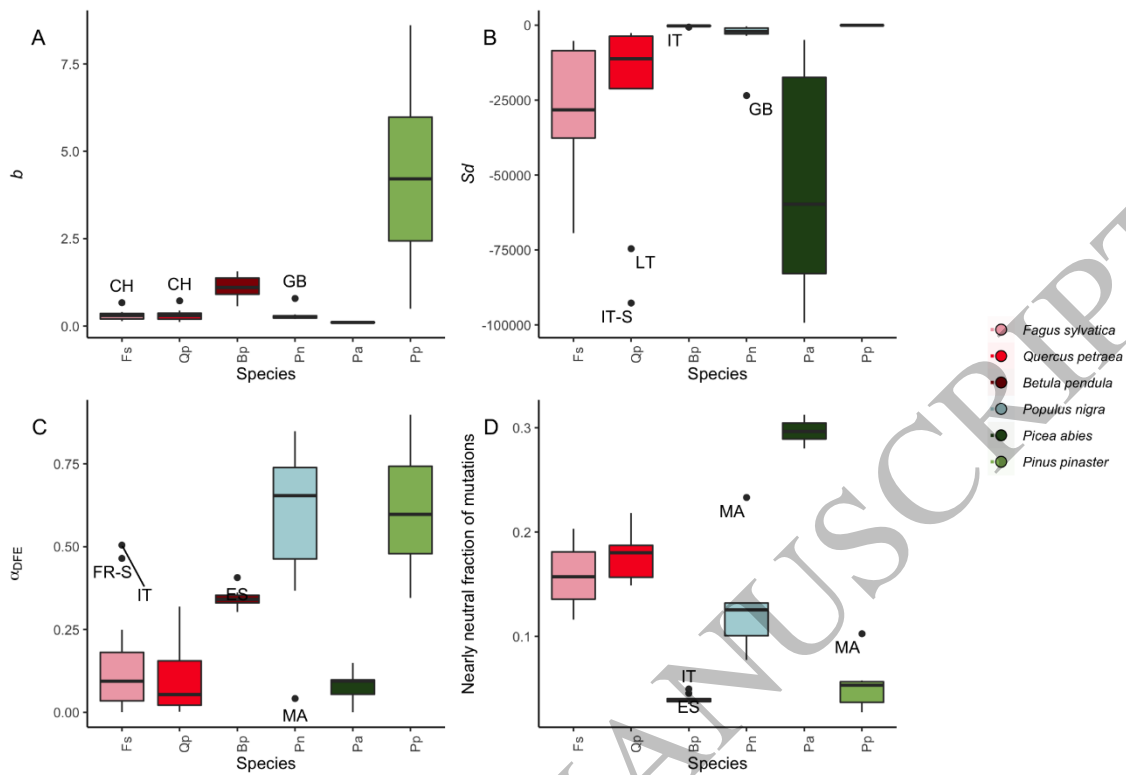 A
b
7.5
5.0
2.5
0.0
CH
CH
GB
Fs
Qp
Bp
Pn
Pa
Pp
Species
B
Sd
0
-25000
-50000
-75000
-100000
IT
GB
LT
IT-S
Fs
Qp
Bp
Pn
Pa
Pp
Species
C
αDFE
0.75
0.50
0.25
0.00
FR-S
IT
ES
MA
Fs
Qp
Bp
Pn
Pa
Pp
Species
D
Nearly neutral fraction of mutations
0.3
0.2
0.1
MA
IT
ES
MA
Fs
Qp
Bp
Pn
Pa
Pp
Species
Fagus sylvatica
Quercus petraea
Betula pendula
Populus nigra
Picea abies
Pinus pinaster
ANUSCRIPT